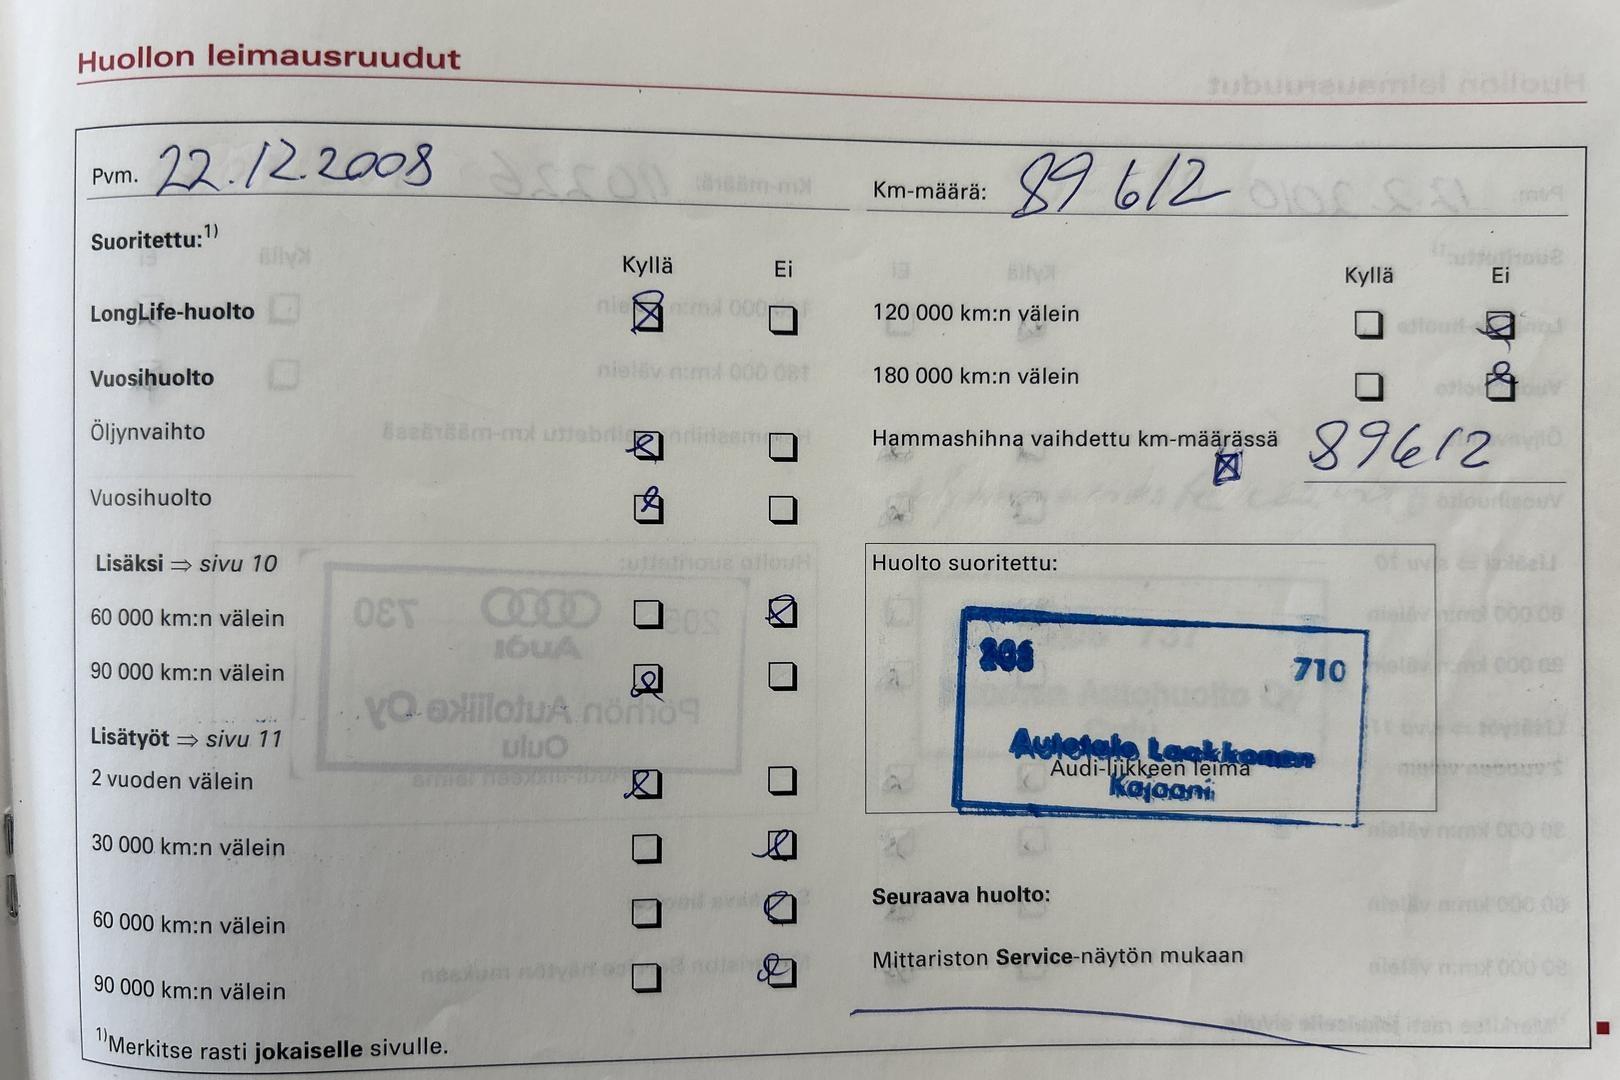 Huollon leimausruudut
Pvm. 22.12.2008
Km-määrä: 89 612
Suoritettu:1)
Kyllä Ei
LongLife-huolto
Vuosihuolto
Öljynvaihto
Vuosihuolto
Lisäksi ⇒ sivu 10
60 000 km:n välein
90 000 km:n välein
Lisätyöt ⇒ sivu 11
2 vuoden välein
30 000 km:n välein
60 000 km:n välein
90 000 km:n välein
1)Merkitse rasti jokaiselle sivulle.
Kyllä Ei
120 000 km:n välein
180 000 km:n välein
Hammashihna vaihdettu km-määrässä 89612
Huolto suoritettu:
710
Autotalo Laakkonen
Audi-liikkeen leima
Kajaani
Seuraava huolto:
Mittariston Service-näytön mukaan